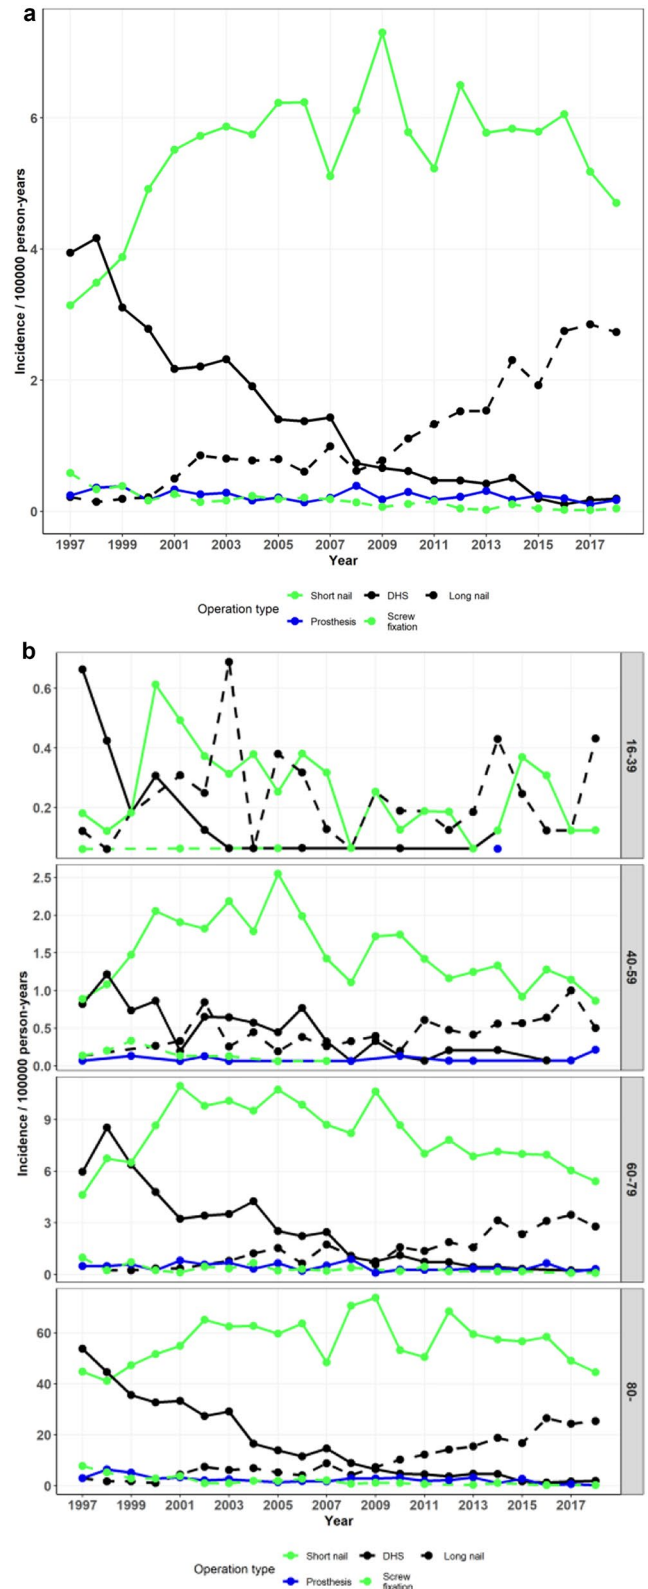 a
6
4
2
0
Incidence / 100000 person-years
1997 1999 2001 2003 2005 2007 2009 2011 2013 2015 2017
Year
Operation type
Short nail DHS Long nail
Prosthesis Screw
fixation
b
0.6
0.4
0.2
16-39
2.5
2.0
1.5
1.0
0.5
0.0
40-59
Incidence / 100000 person-years
9
6
3
0
60-79
60
40
20
0
80-
1997 1999 2001 2003 2005 2007 2009 2011 2013 2015 2017
Year
Operation type
Short nail DHS Long nail
Prosthesis Screw
fixation